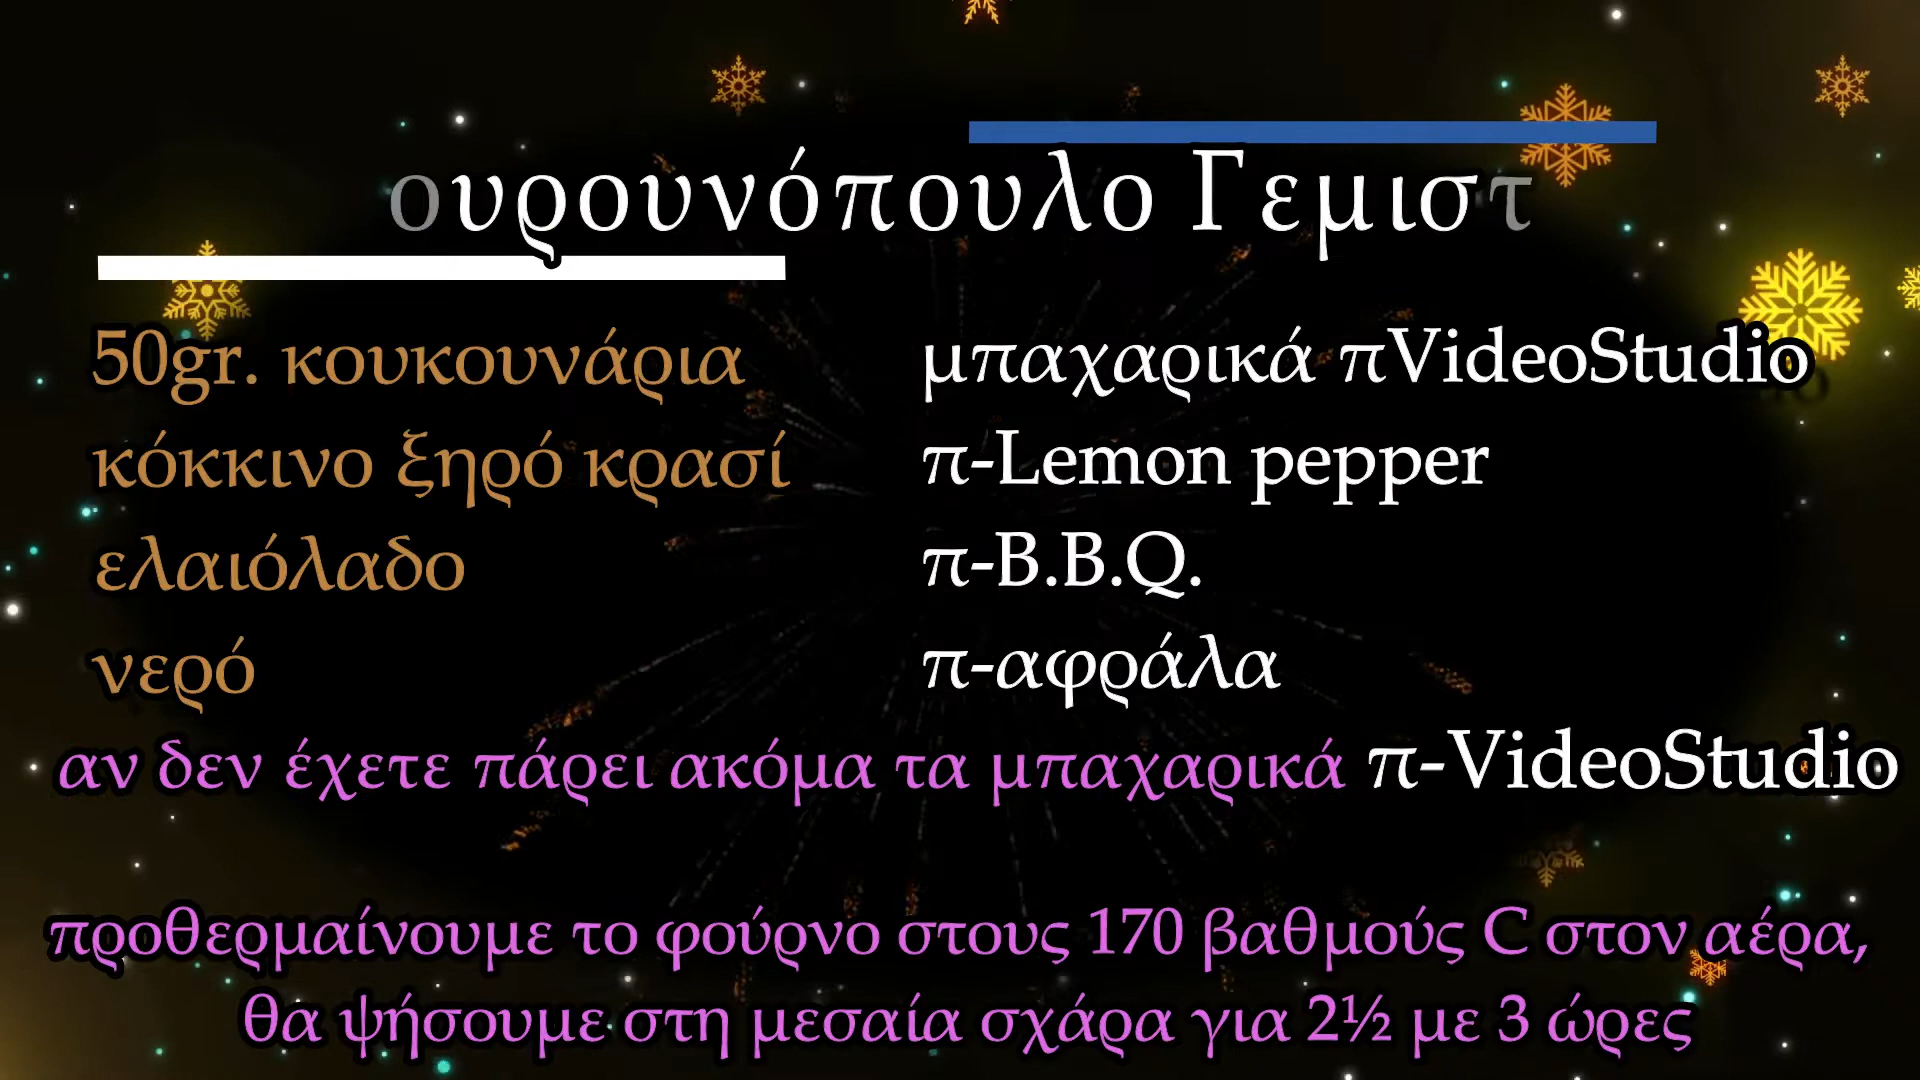 ουρουνόπουλο Γεμιστ
50gr. κουκουνάρια
κόκκινο ξηρό κρασί
ελαιόλαδο
νερό
μπαχαρικά πVideoStudio
π-Lemon pepper
π-B.B.Q.
π-αφράλα
αν δεν έχετε πάρει ακόμα τα μπαχαρικά π-VideoStudio
προθερμαίνουμε το φούρνο στους 170 βαθμούς C στον αέρα,
θα ψήσουμε στη μεσαία σχάρα για 2½ με 3 ώρες